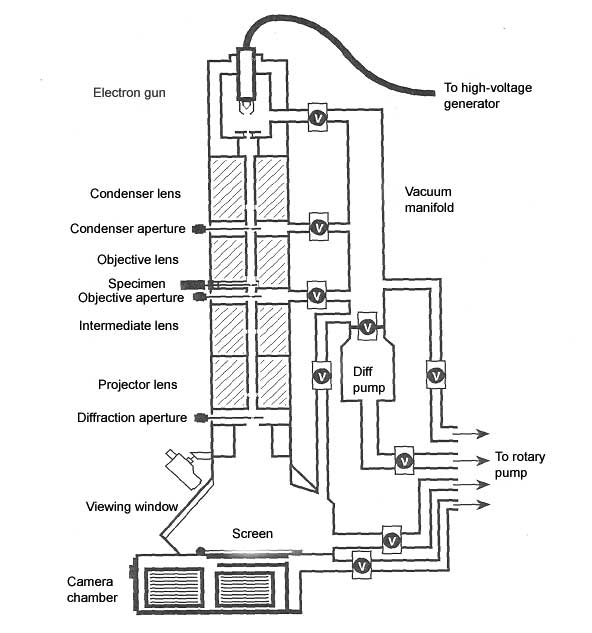 To high-voltage
generator
Electron gun
V
Vacuum
manifold
Condenser lens
Condenser aperture
V
Objective lens
Specimen
Objective aperture
V
Intermediate lens
V
Projector lens
Diff
pump
V
V
Diffraction aperture
To rotary
pump
V
Viewing window
Screen
V
V
Camera
chamber